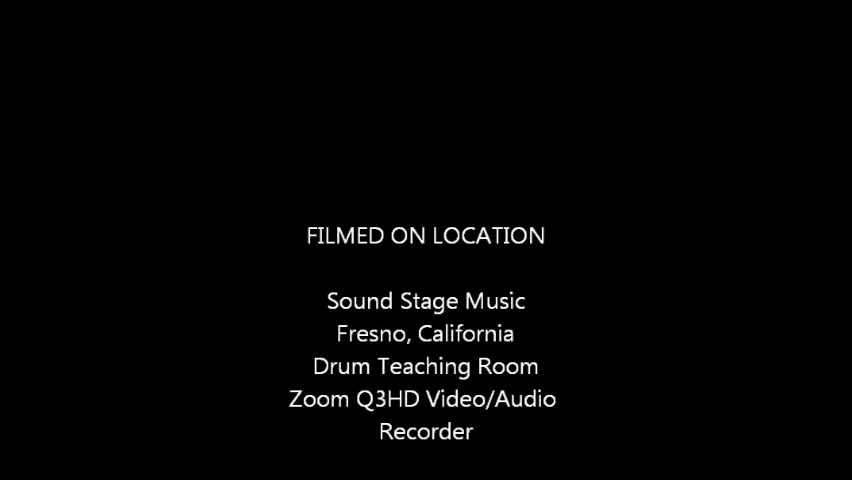 FILMED ON LOCATION
Sound Stage Music
Fresno, California
Drum Teaching Room
Zoom Q3HD Video/Audio
Recorder